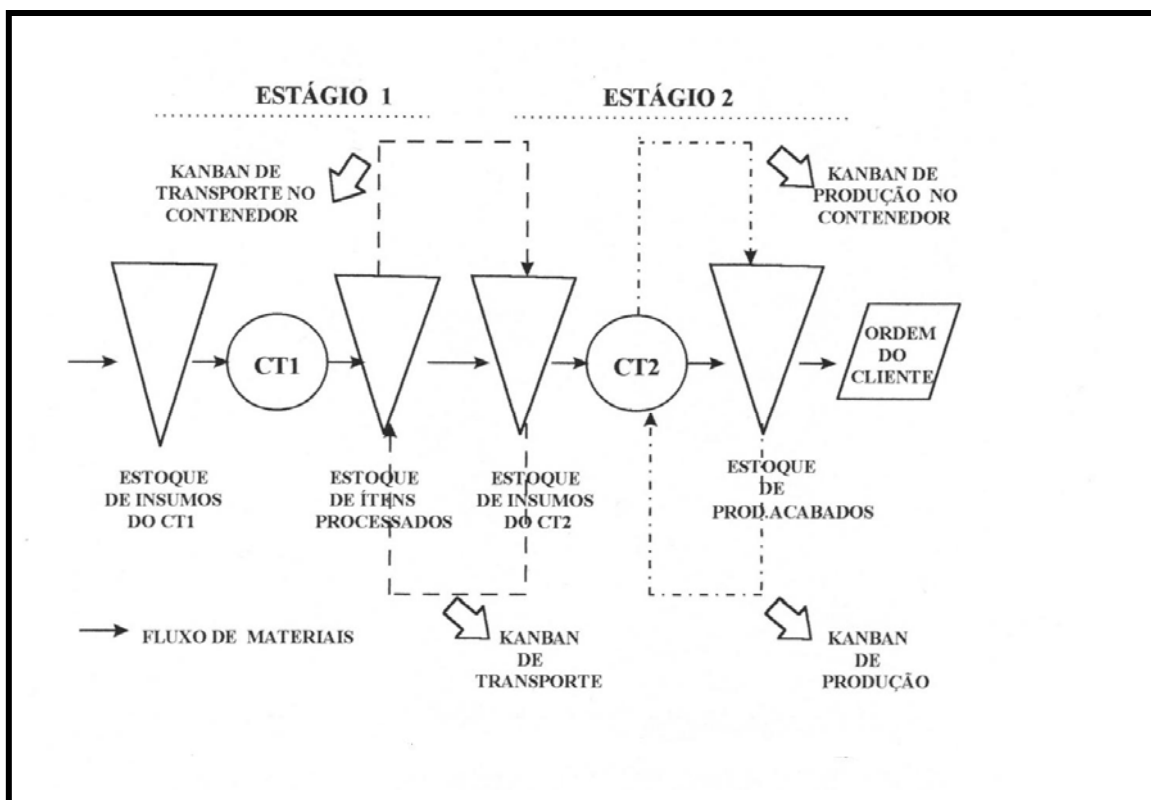 ESTÁGIO 1
ESTÁGIO 2
KANBAN DE
TRANSPORTE NO
CONTENEDOR
KANBAN DE
PRODUÇÃO NO
CONTENEDOR
CT1
CT2
ORDEM
DO
CLIENTE
ESTOQUE
DE INSUMOS
DO CT1
ESTOQUE
DE ÍTENS
PROCESSADOS
ESTOQUE
DE INSUMOS
DO CT2
ESTOQUE
DE
PROD.ACABADOS
FLUXO DE MATERIAIS
KANBAN
DE
TRANSPORTE
KANBAN
DE
PRODUÇÃO